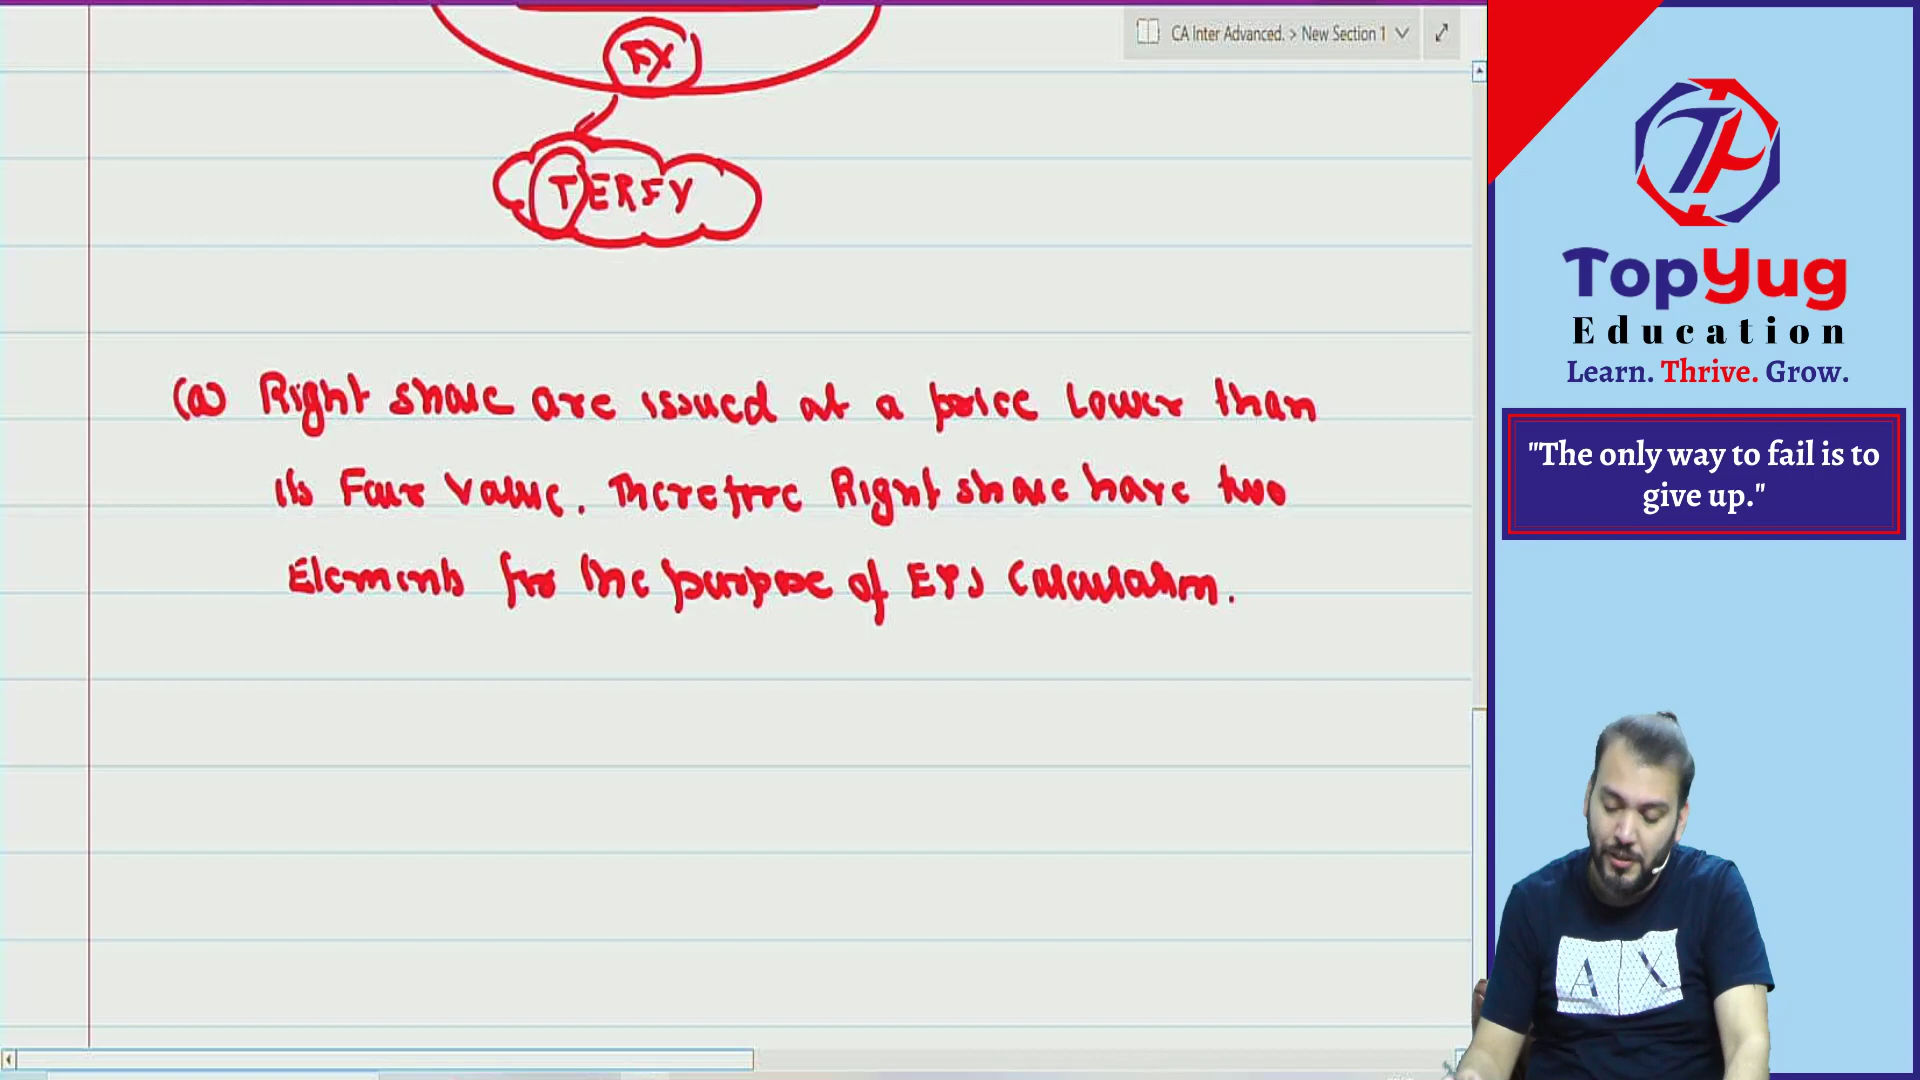 CA Inter Advanced. > New Section 1
FX
TERFY
(a) Right share are issued at a price lower than
its Fair Value. Therefore Right share have two
Elements for the purpose of EPS Calculation.
TopYug
Education
Learn. Thrive. Grow.
"The only way to fail is to
give up."
A X